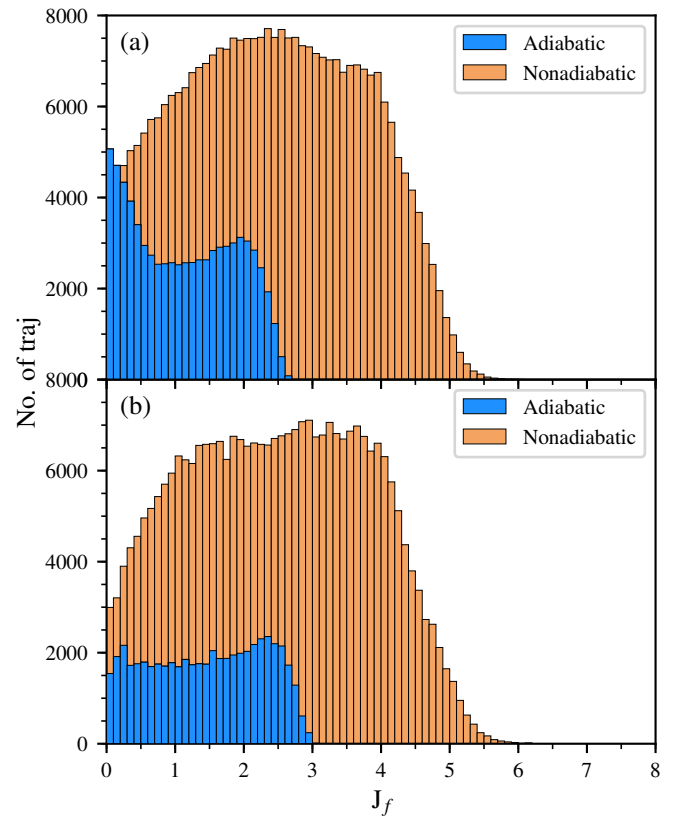 8000
(a)
Adiabatic
Nonadiabatic
6000
4000
2000
No. of traj
8000
(b)
Adiabatic
Nonadiabatic
6000
4000
2000
0
0 1 2 3 4 5 6 7 8
J_f